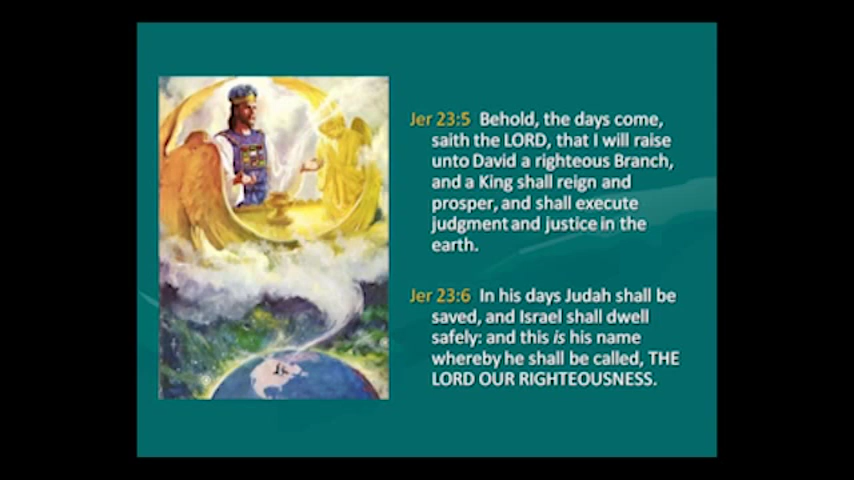 Jer 23:5 Behold, the days come,
saith the LORD, that I will raise
unto David a righteous Branch,
and a King shall reign and
prosper, and shall execute
judgment and justice in the
earth.
Jer 23:6 In his days Judah shall be
saved, and Israel shall dwell
safely: and this is his name
whereby he shall be called, THE
LORD OUR RIGHTEOUSNESS.